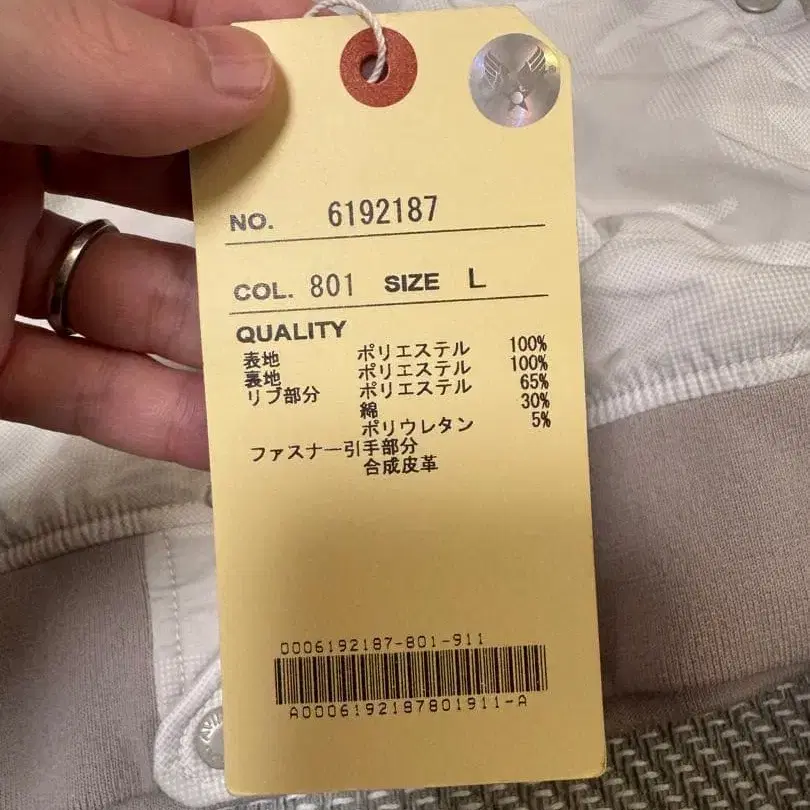 NO. 6192187
COL. 801 SIZE L
QUALITY
表地 ポリエステル 100%
裏地 ポリエステル 100%
リブ部分 ポリエステル 65%
綿 30%
ポリウレタン 5%
ファスナー引手部分
合成皮革
0006192187-801-911
A0006192187801911-A